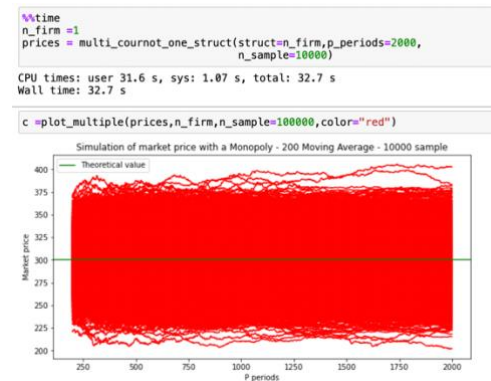 %%time
n_firm =1
prices = multi_cournot_one_struct(struct=n_firm,p_periods=2000,
n_sample=10000)
CPU times: user 31.6 s, sys: 1.07 s, total: 32.7 s
Wall time: 32.7 s
c =plot_multiple(prices,n_firm,n_sample=100000,color="red")
Simulation of market price with a Monopoly - 200 Moving Average - 10000 sample
Theoretical value
400
375
350
325
300
275
250
225
200
Market price
250 500 750 1000 1250 1500 1750 2000
P periods